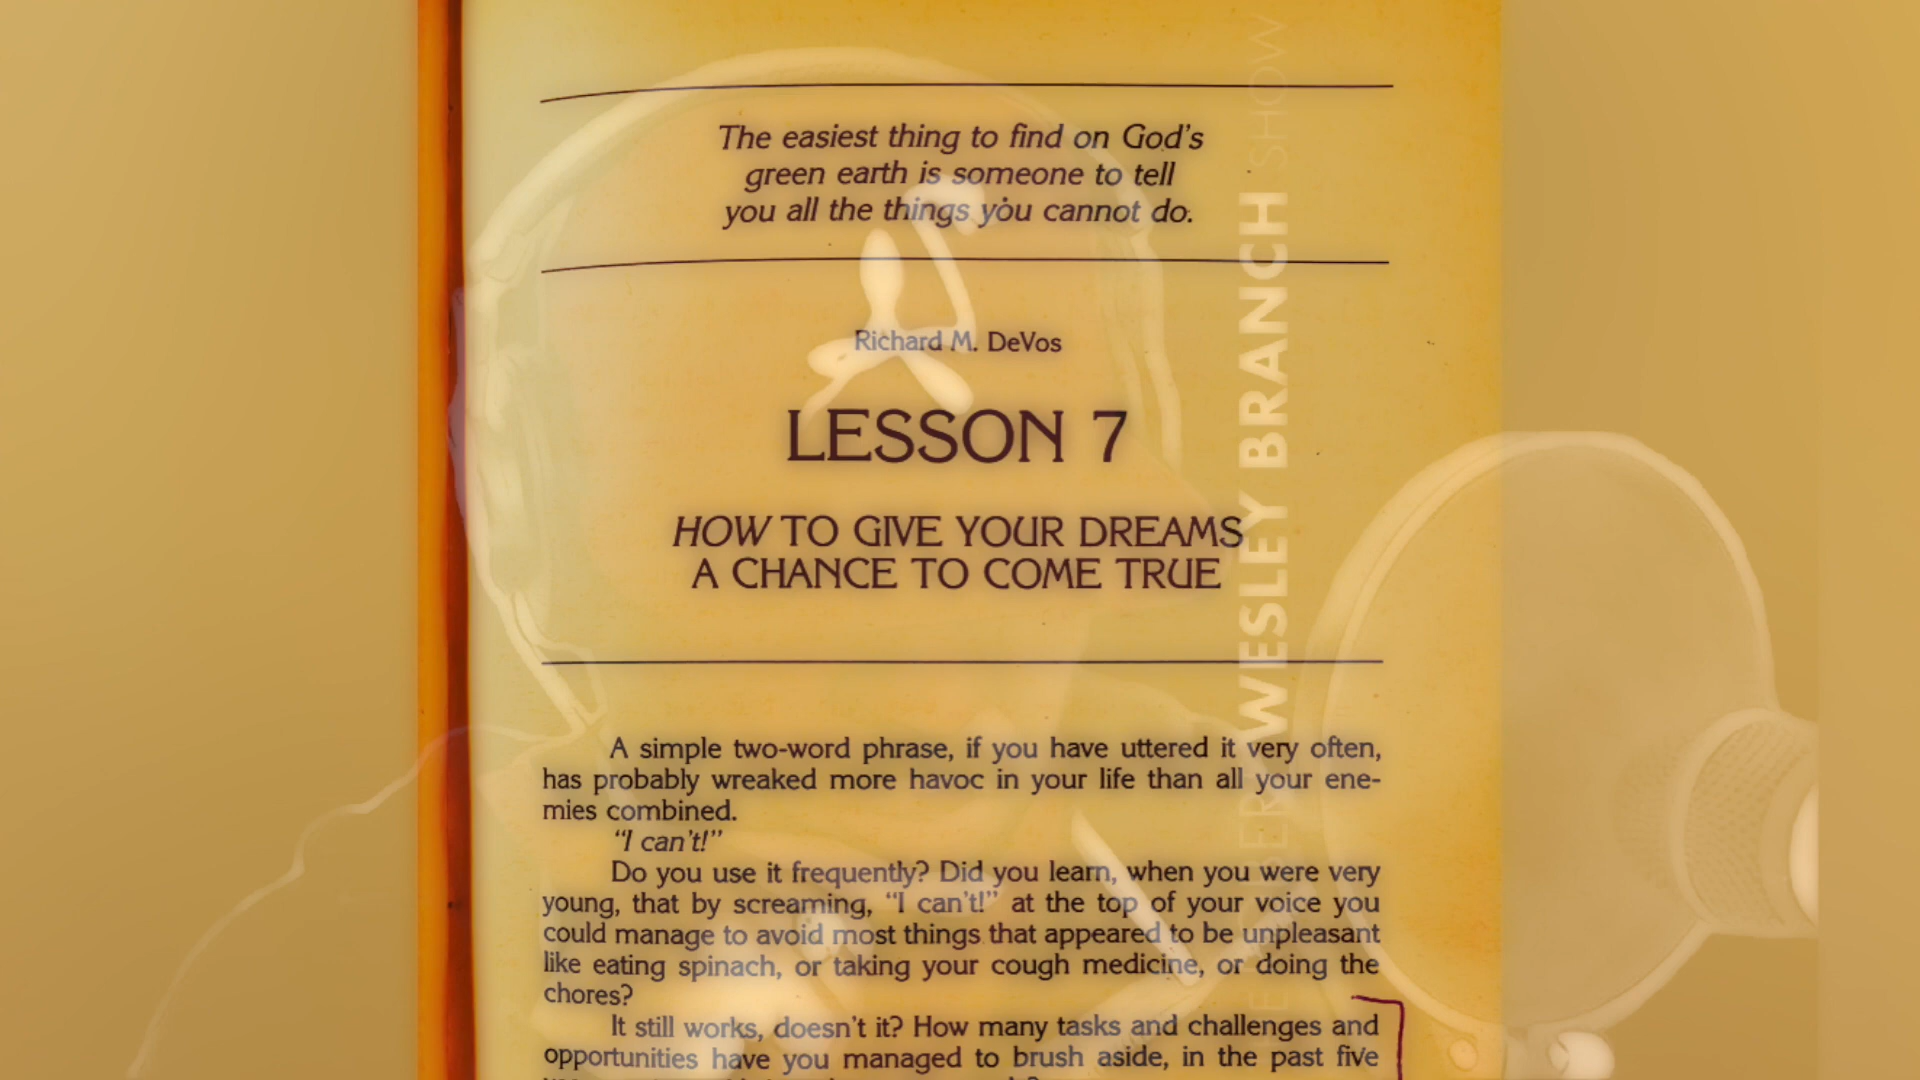 The easiest thing to find on God's
green earth is someone to tell
you all the things you cannot do.
Richard M. DeVos
LESSON 7
HOW TO GIVE YOUR DREAMS
A CHANCE TO COME TRUE
A simple two-word phrase, if you have uttered it very often,
has probably wreaked more havoc in your life than all your ene-
mies combined.
"I can't!"
Do you use it frequently? Did you learn, when you were very
young, that by screaming, "I can't!" at the top of your voice you
could manage to avoid most things that appeared to be unpleasant
like eating spinach, or taking your cough medicine, or doing the
chores?
It still works, doesn't it? How many tasks and challenges and
opportunities have you managed to brush aside, in the past five
WESLEY BRANCH SHOW